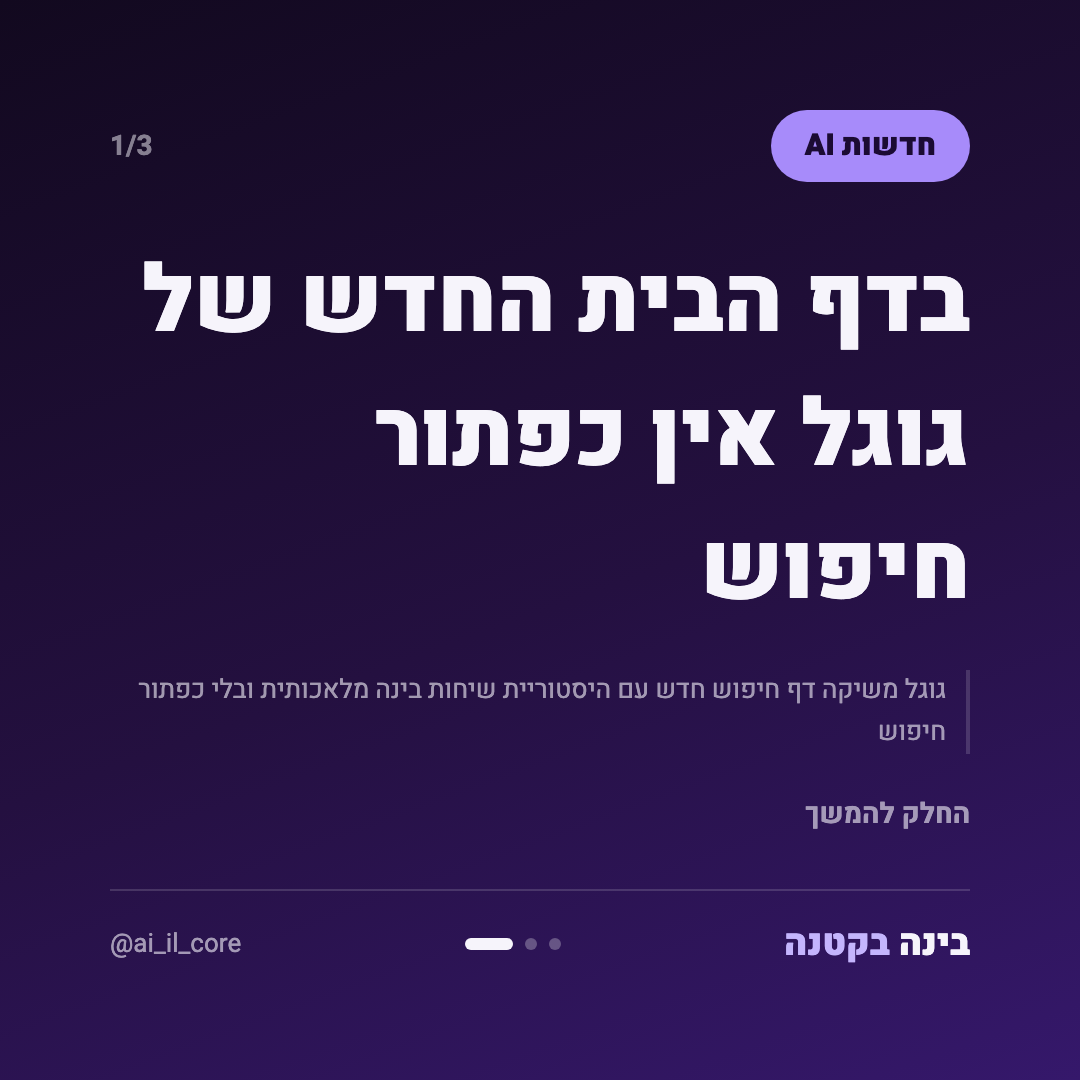 חדשות AI
1/3
בדף הבית החדש של
גוגל אין כפתור
חיפוש
גוגל משיקה דף חיפוש חדש עם היסטוריית שיחות בינה מלאכותית ובלי כפתור
חיפוש
החלק להמשך
בינה בקטנה
@ai_il_core